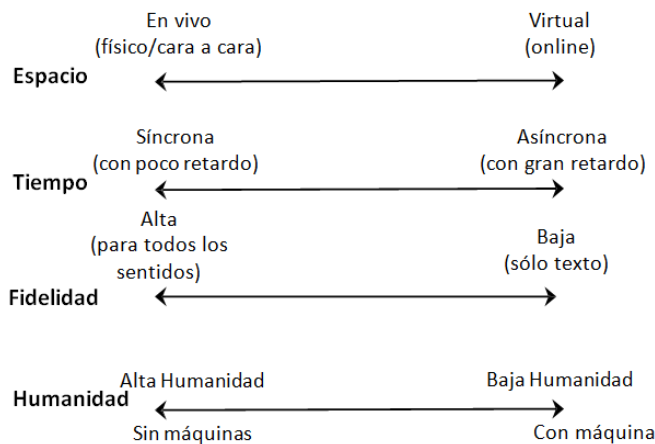 En vivo
(físico/cara a cara)
Virtual
(online)
Espacio
Síncrona
(con poco retardo)
Asíncrona
(con gran retardo)
Tiempo
Alta
(para todos los
sentidos)
Baja
(sólo texto)
Fidelidad
Alta Humanidad
Baja Humanidad
Humanidad
Sin máquinas
Con máquina